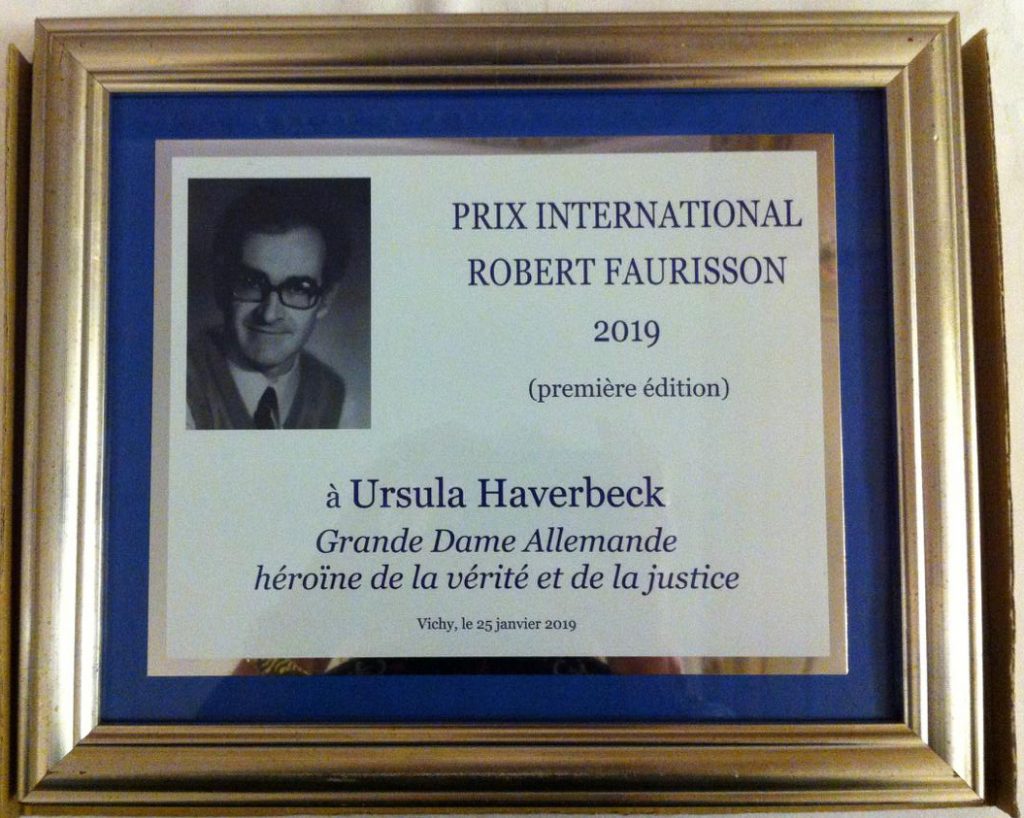 PRIX INTERNATIONAL
ROBERT FAURISSON
2019
(première édition)
à Ursula Haverbeck
Grande Dame Allemande
héroïne de la vérité et de la justice
Vichy, le 25 janvier 2019